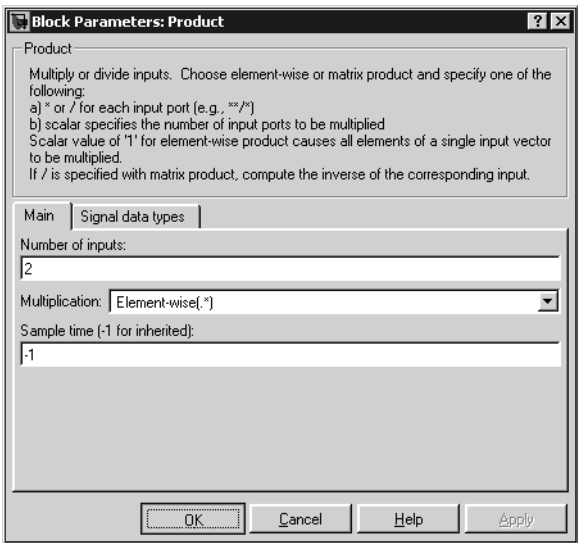 Block Parameters: Product
Product
Multiply or divide inputs.  Choose element-wise or matrix product and specify one of the
following:
a) * or / for each input port (e.g., **/*)
b) scalar specifies the number of input ports to be multiplied
Scalar value of '1' for element-wise product causes all elements of a single input vector
to be multiplied.
If / is specified with matrix product, compute the inverse of the corresponding input.
Main
Signal data types
Number of inputs:
2
Multiplication: Element-wise(.*)
Sample time (-1 for inherited):
-1
OK
Cancel
Help
Apply